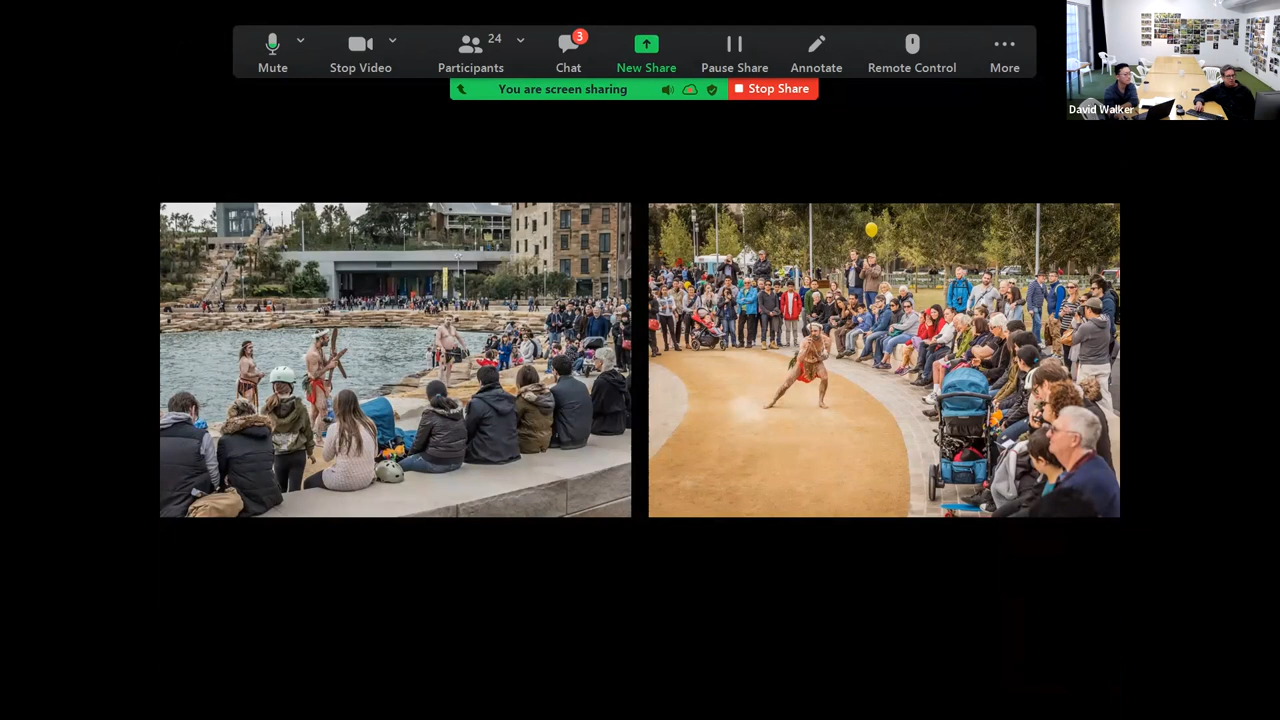 24
3
Mute
Stop Video
Participants
Chat
New Share
Pause Share
Annotate
Remote Control
More
You are screen sharing
Stop Share
David Walker